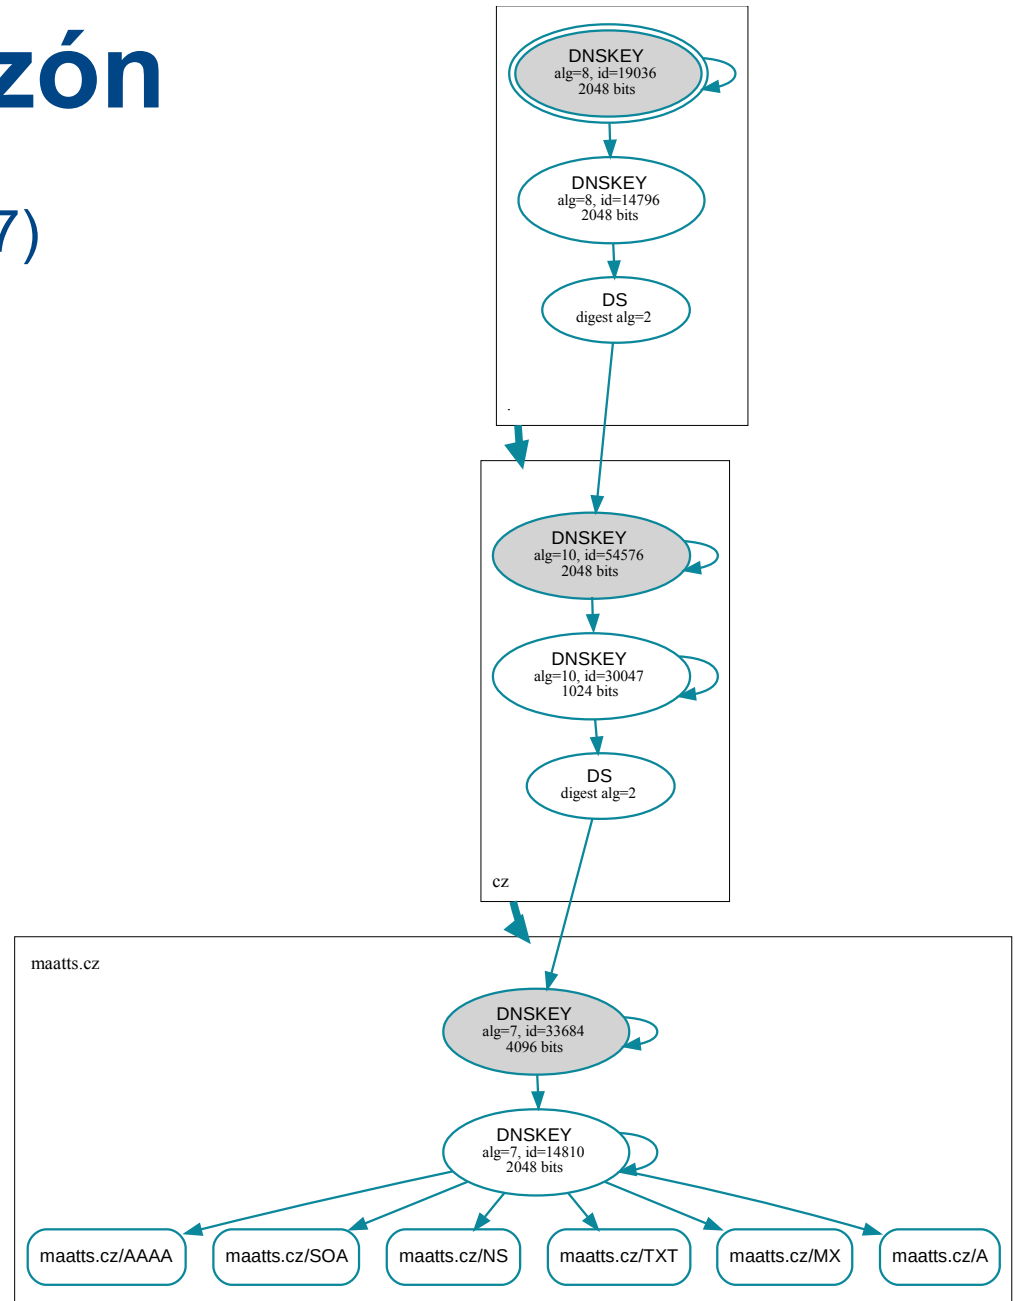 zón
7)
DNSKEY
alg=8, id=19036
2048 bits
DNSKEY
alg=8, id=14796
2048 bits
DS
digest alg=2
.
DNSKEY
alg=10, id=54576
2048 bits
DNSKEY
alg=10, id=30047
1024 bits
DS
digest alg=2
cz
maatts.cz
DNSKEY
alg=7, id=33684
4096 bits
DNSKEY
alg=7, id=14810
2048 bits
maatts.cz/AAAA maatts.cz/SOA maatts.cz/NS maatts.cz/TXT maatts.cz/MX maatts.cz/A